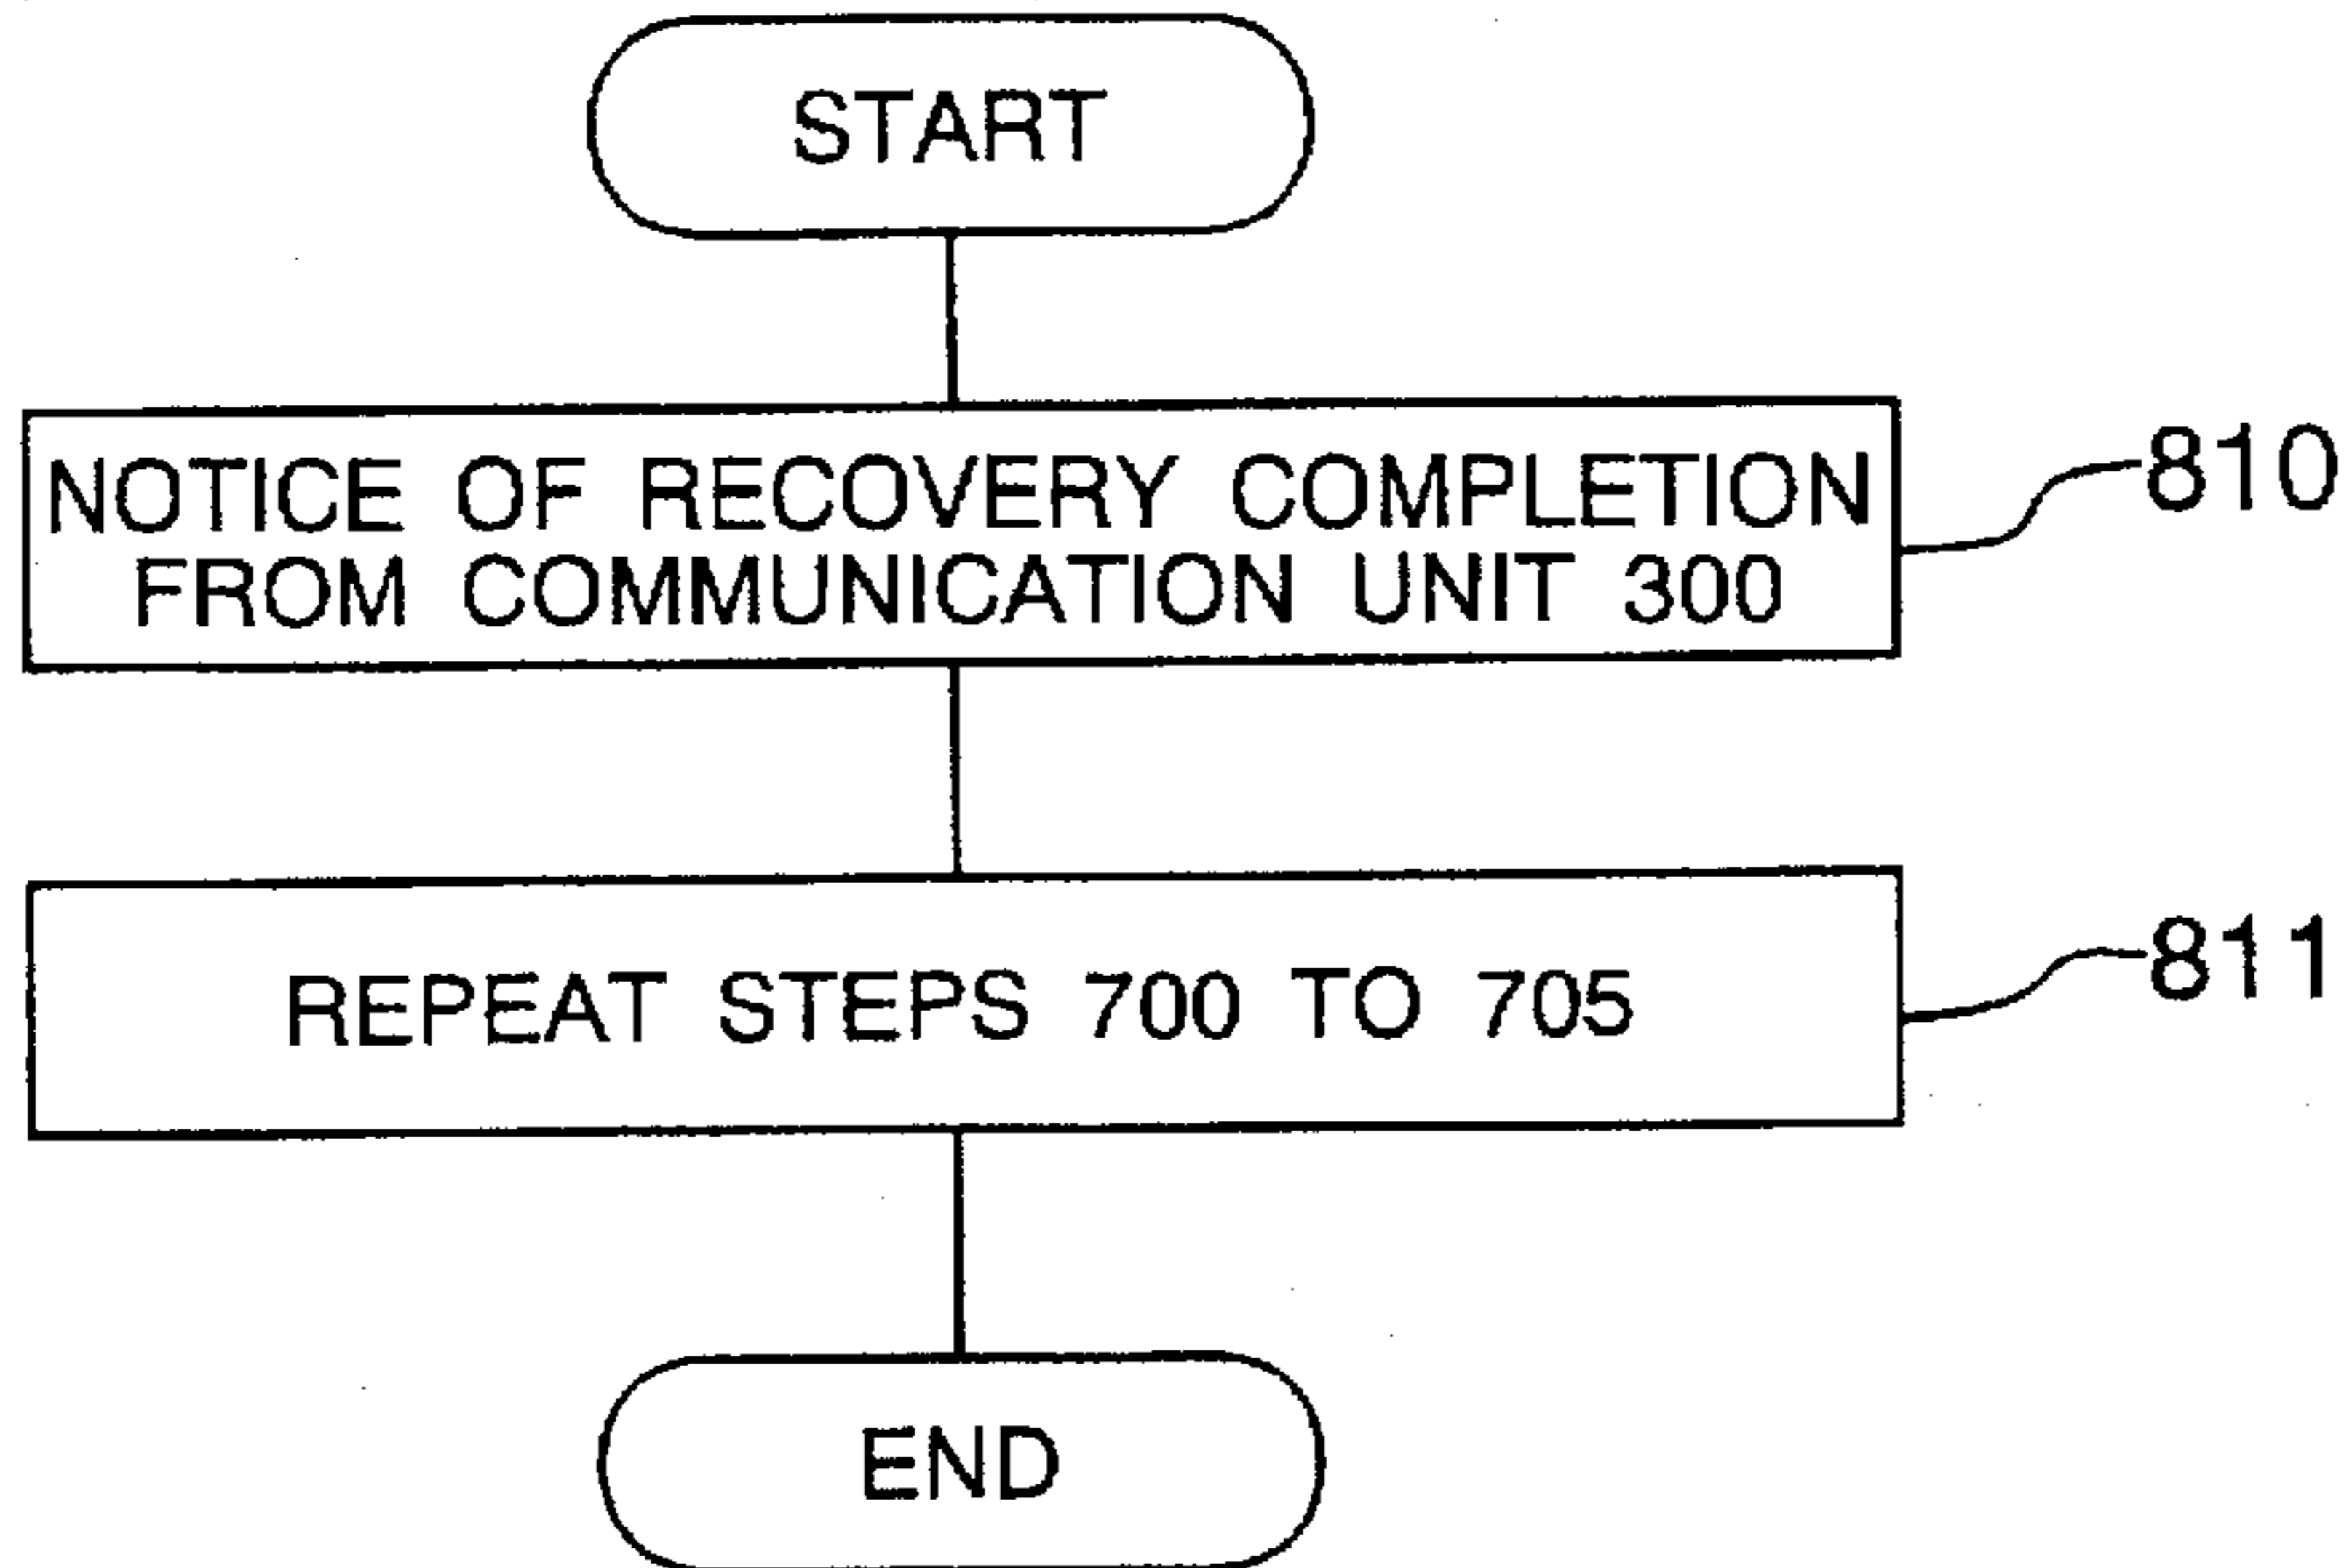 START
NOTICE OF RECOVERY COMPLETION
FROM COMMUNICATION UNIT 300
810
REPEAT STEPS 700 TO 705
811
END